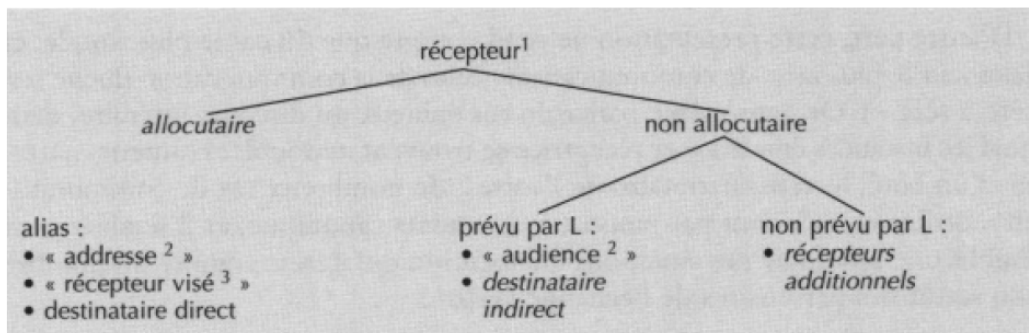 récepteur¹
allocutaire
non allocutaire
alias :
• « addresse ² »
• « récepteur visé ³ »
• destinataire direct
prévu par L :
• « audience ² »
• destinataire
indirect
non prévu par L :
• récepteurs
additionnels